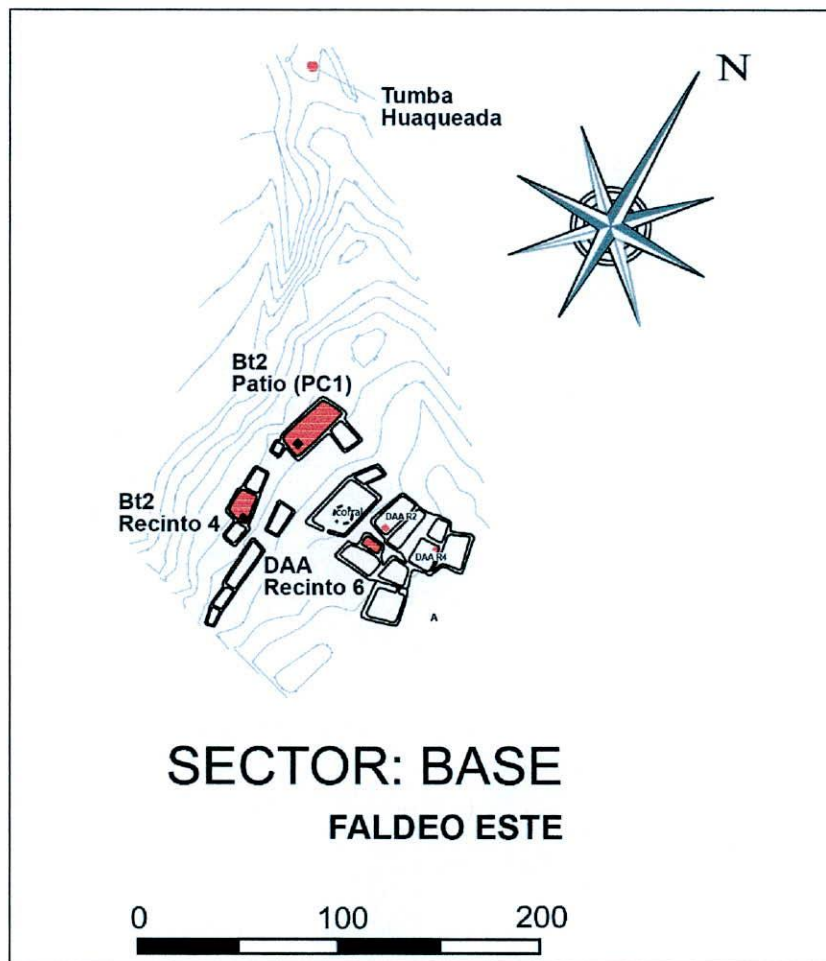 N
Tumba
Huaqueada
Bt2
Patio (PC1)
Bt2
Recinto 4
corral
DAA R2
DAA R4
DAA
Recinto 6
A
SECTOR: BASE
FALDEO ESTE
0 100 200